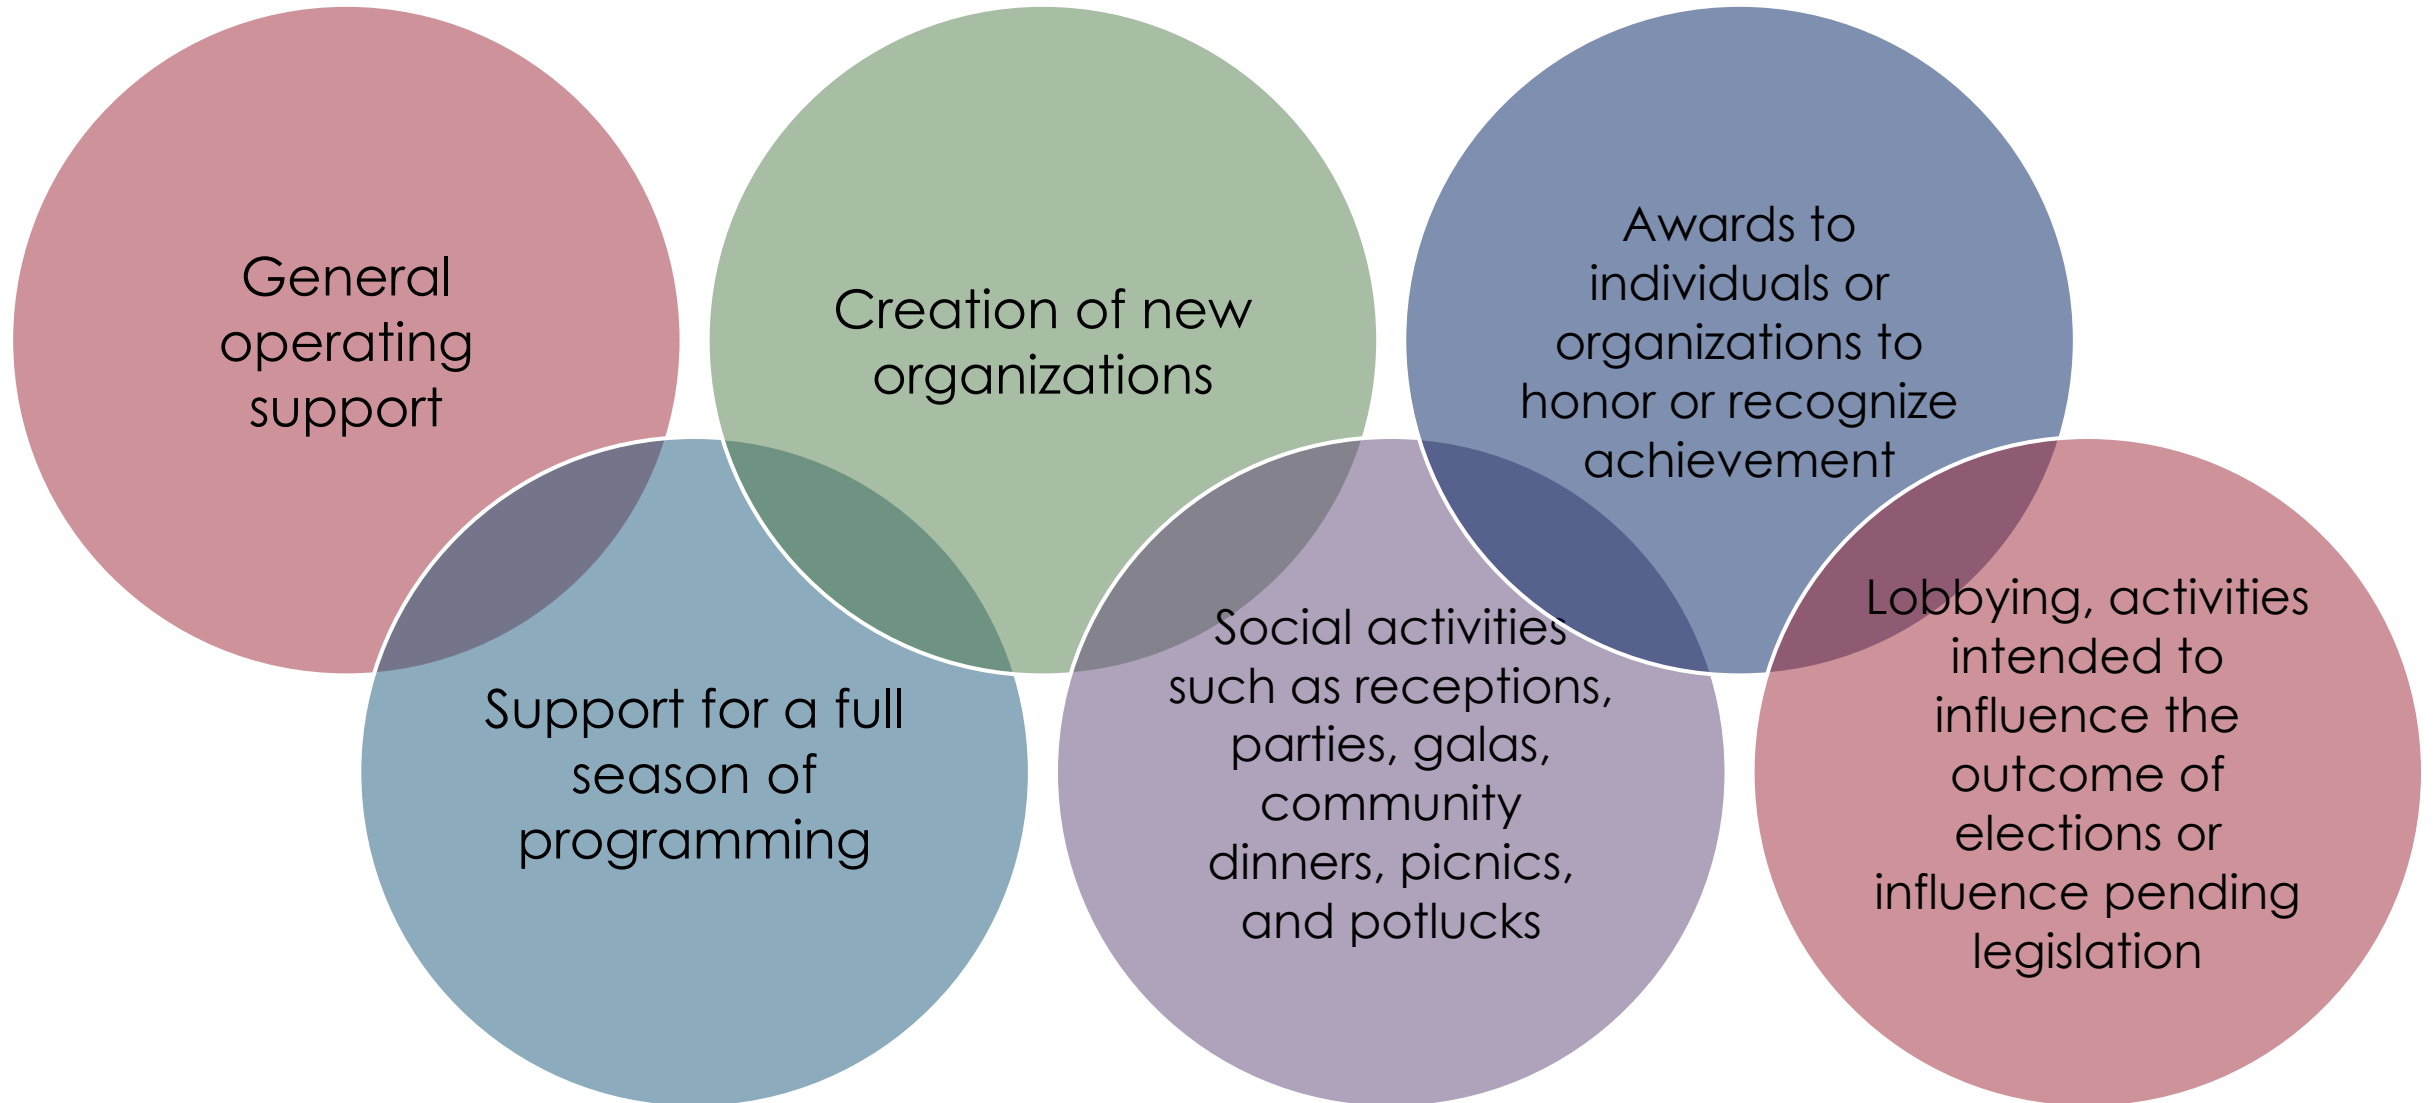 General
operating
support
Support for a full
season of
programming
Creation of new
organizations
Social activities
such as receptions,
parties, galas,
community
dinners, picnics,
and potlucks
Awards to
individuals or
organizations to
honor or recognize
achievement
Lobbying, activities
intended to
influence the
outcome of
elections or
influence pending
legislation